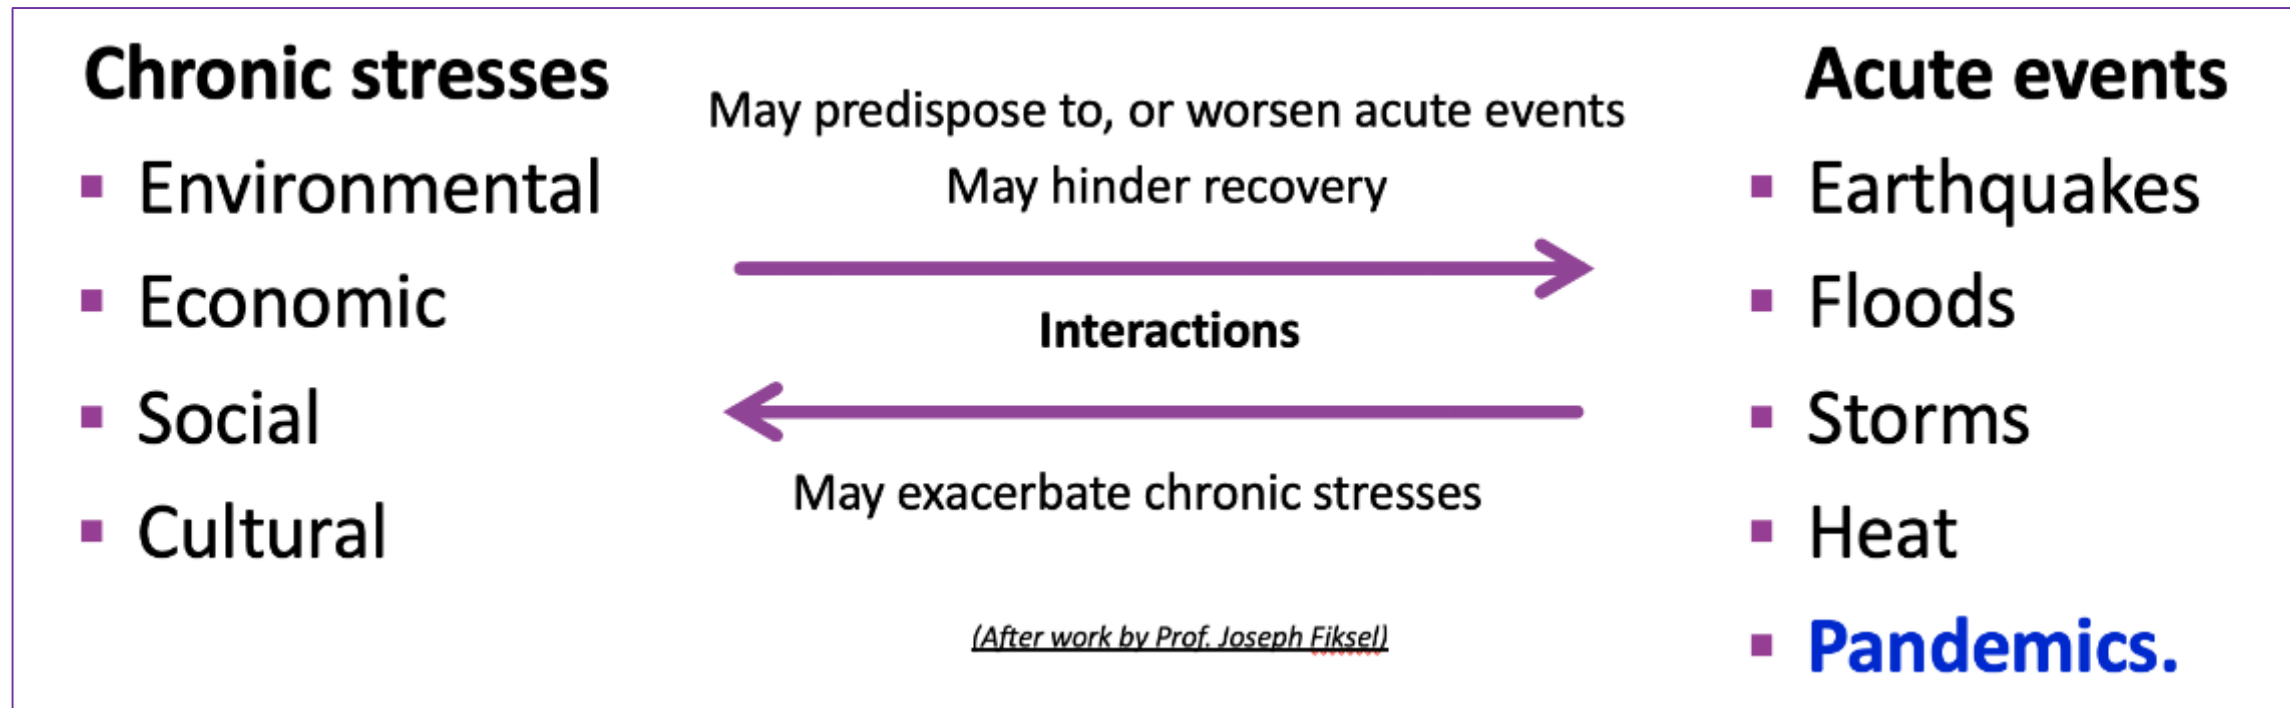 Chronic stresses
▪ Environmental
▪ Economic
▪ Social
▪ Cultural
May predispose to, or worsen acute events
May hinder recovery
Interactions
May exacerbate chronic stresses
(After work by Prof. Joseph Fiksel)
Acute events
▪ Earthquakes
▪ Floods
▪ Storms
▪ Heat
▪ Pandemics.